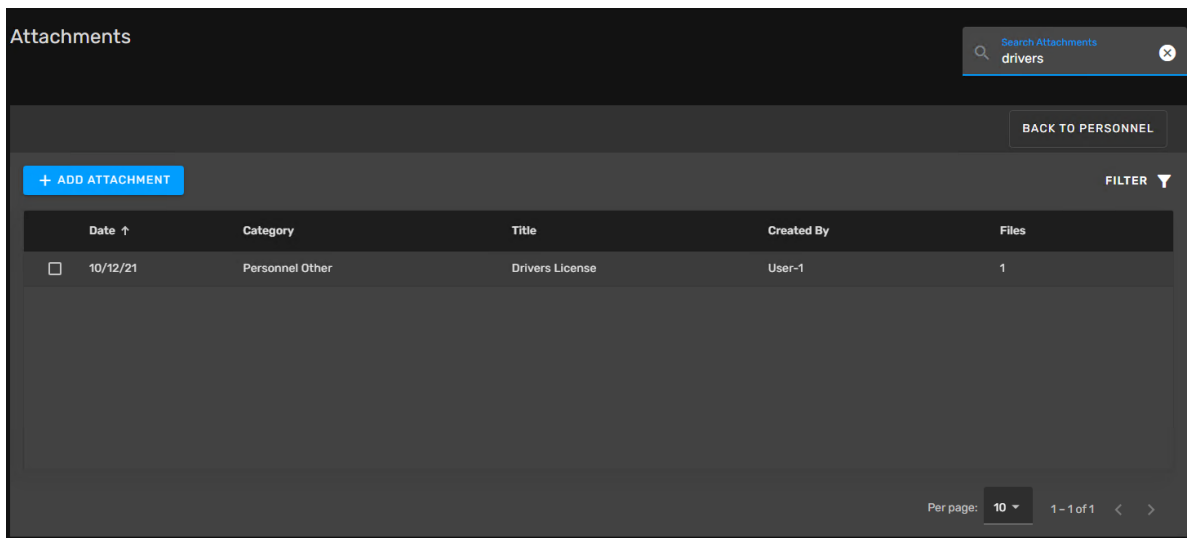 Attachments
Search Attachments
drivers
BACK TO PERSONNEL
+ ADD ATTACHMENT
FILTER
Date ↑ Category Title Created By Files
10/12/21 Personnel Other Drivers License User-1 1
Per page: 10 1–1 of 1